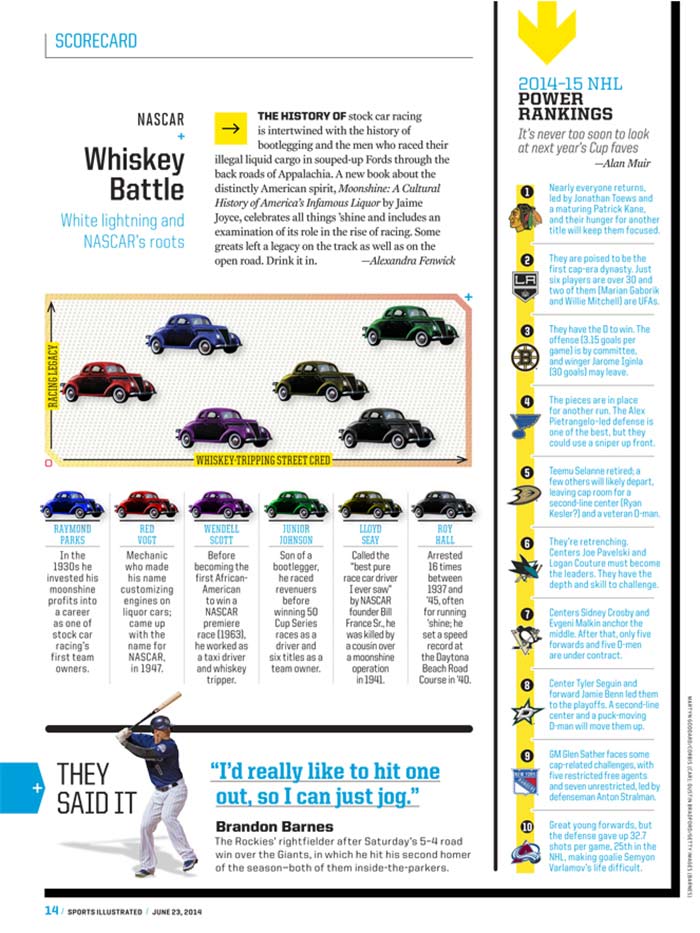 SCORECARD
NASCAR
+
Whiskey
Battle
White lightning and
NASCAR's roots
THE HISTORY OF stock car racing
is intertwined with the history of
bootlegging and the men who raced their
illegal liquid cargo in souped-up Fords through the
back roads of Appalachia. A new book about the
distinctly American spirit, Moonshine: A Cultural
History of America's Infamous Liquor by Jaime
Joyce, celebrates all things 'shine and includes an
examination of its role in the rise of racing. Some
greats left a legacy on the track as well as on the
open road. Drink it in. —Alexandra Fenwick
+
RACING LEGACY
0
WHISKEY-TRIPPING STREET CRED
RAYMOND
PARKS
In the
1930s he
invested his
moonshine
profits into
a career
as one of
stock car
racing's
first team
owners.
RED
VOGT
Mechanic
who made
his name
customizing
engines on
liquor cars;
came up
with the
name for
NASCAR,
in 1947.
WENDELL
SCOTT
Before
becoming the
first African-
American
to win a
NASCAR
premiere
race (1963),
he worked as
a taxi driver
and whiskey
tripper.
JUNIOR
JOHNSON
Son of a
bootlegger,
he raced
revenuers
before
winning 50
Cup Series
races as a
driver and
six titles as a
team owner.
LLOYD
SEAY
Called the
"best pure
race car driver
I ever saw"
by NASCAR
founder Bill
France Sr., he
was killed by
a cousin over
a moonshine
operation
in 1941.
ROY
HALL
Arrested
16 times
between
1937 and
'45, often
for running
'shine; he
set a speed
record at
the Daytona
Beach Road
Course in '40.
+
THEY
SAID IT
"I'd really like to hit one
out, so I can just jog."
Brandon Barnes
The Rockies' rightfielder after Saturday's 5–4 road
win over the Giants, in which he hit his second homer
of the season—both of them inside-the-parkers.
2014–15 NHL
POWER
RANKINGS
It's never too soon to look
at next year's Cup faves
—Alan Muir
1
Nearly everyone returns,
led by Jonathan Toews and
a maturing Patrick Kane,
and their hunger for another
title will keep them focused.
2
LA
They are poised to be the
first cap-era dynasty. Just
six players are over 30 and
two of them (Marian Gaborik
and Willie Mitchell) are UFAs.
3
B
They have the D to win. The
offense (3.15 goals per
game) is by committee,
and winger Jarome Iginla
(30 goals) may leave.
4
The pieces are in place
for another run. The Alex
Pietrangelo-led defense is
one of the best, but they
could use a sniper up front.
5
Teemu Selanne retired; a
few others will likely depart,
leaving cap room for a
second-line center (Ryan
Kesler?) and a veteran D-man.
6
They're retrenching.
Centers Joe Pavelski and
Logan Couture must become
the leaders. They have the
depth and skill to challenge.
7
Centers Sidney Crosby and
Evgeni Malkin anchor the
middle. After that, only five
forwards and five D-men
are under contract.
8
Center Tyler Seguin and
forward Jamie Benn led them
to the playoffs. A second-line
center and a puck-moving
D-man will move them up.
9
NEW YORK
RANGERS
GM Glen Sather faces some
cap-related challenges, with
five restricted free agents
and seven unrestricted, led by
defenseman Anton Stralman.
10
Great young forwards, but
the defense gave up 32.7
shots per game, 25th in the
NHL, making goalie Semyon
Varlamov's life difficult.
MARTYN GODDARD/CORBIS (CAR); DUSTIN BRADFORD/GETTY IMAGES (BARNES)
14 / SPORTS ILLUSTRATED / JUNE 23, 2014